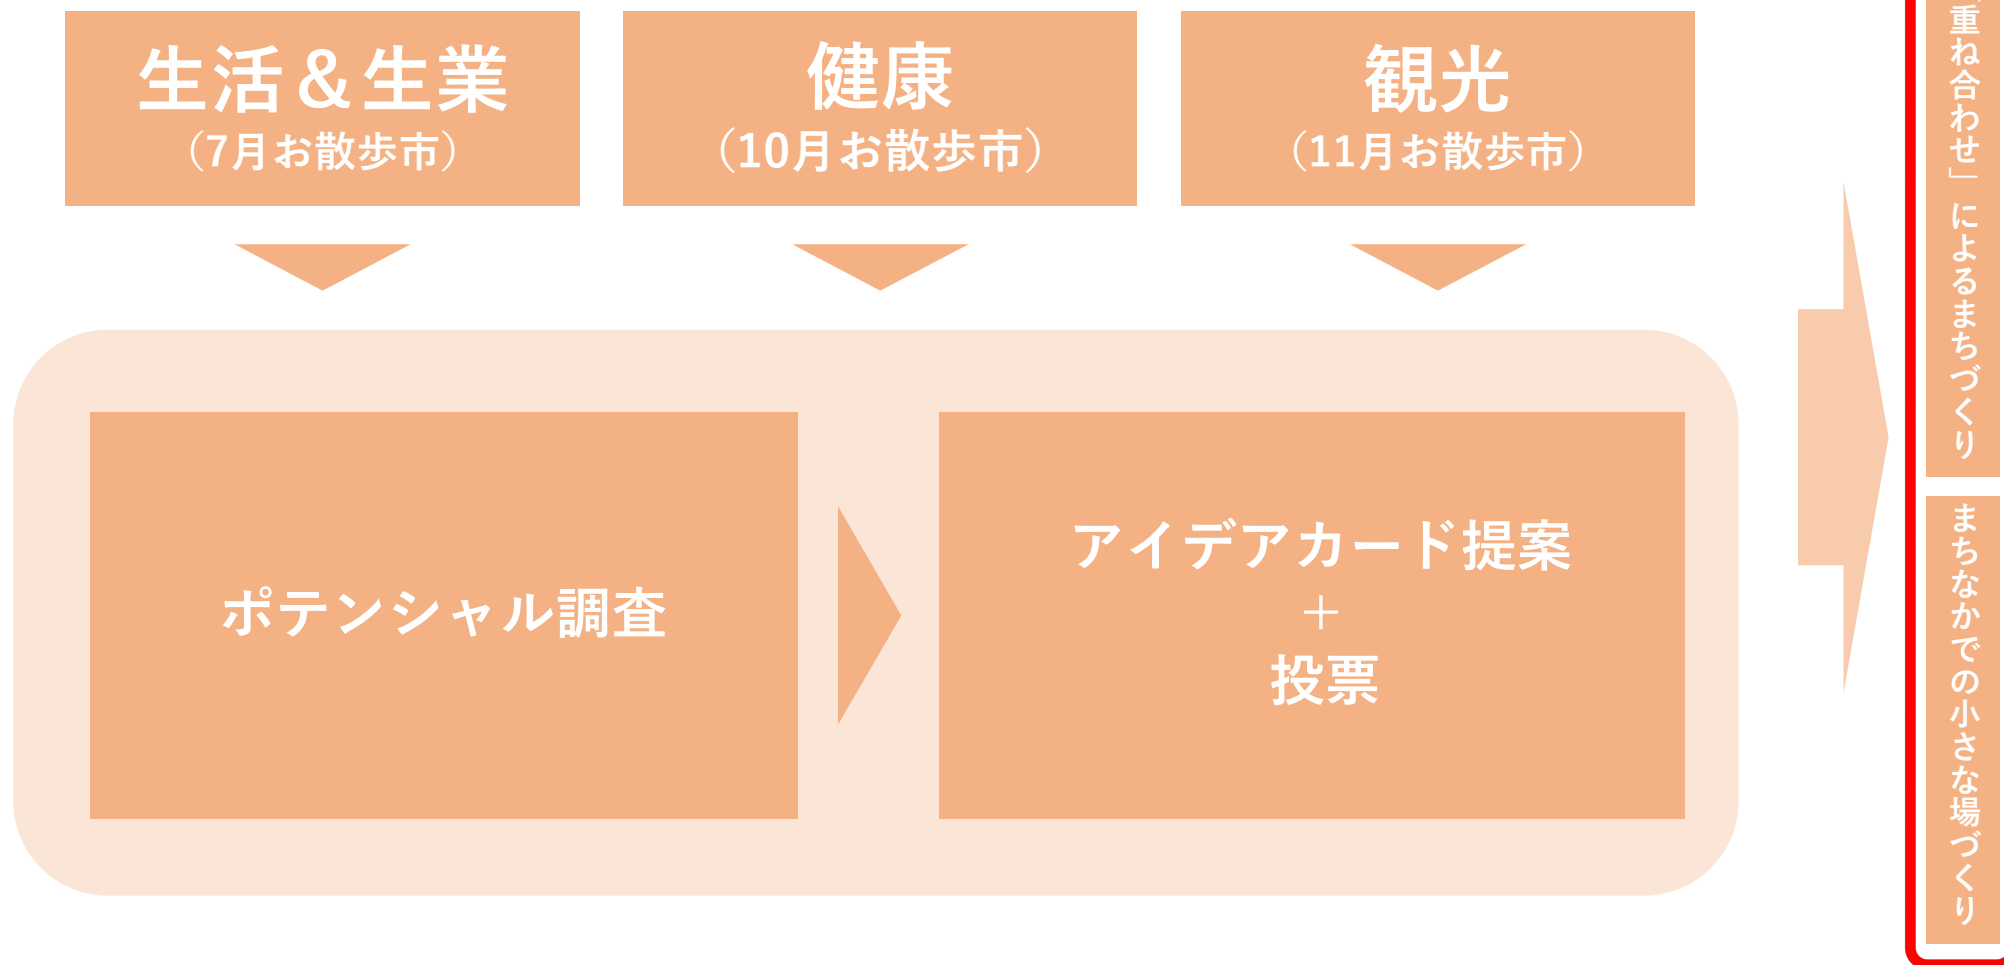 生活＆生業
（7月お散歩市）
健康
（10月お散歩市）
観光
（11月お散歩市）
ポテンシャル調査
アイデアカード提案
＋
投票
重ね合わせ」によるまちづくり
まちなかでの小さな場づくり